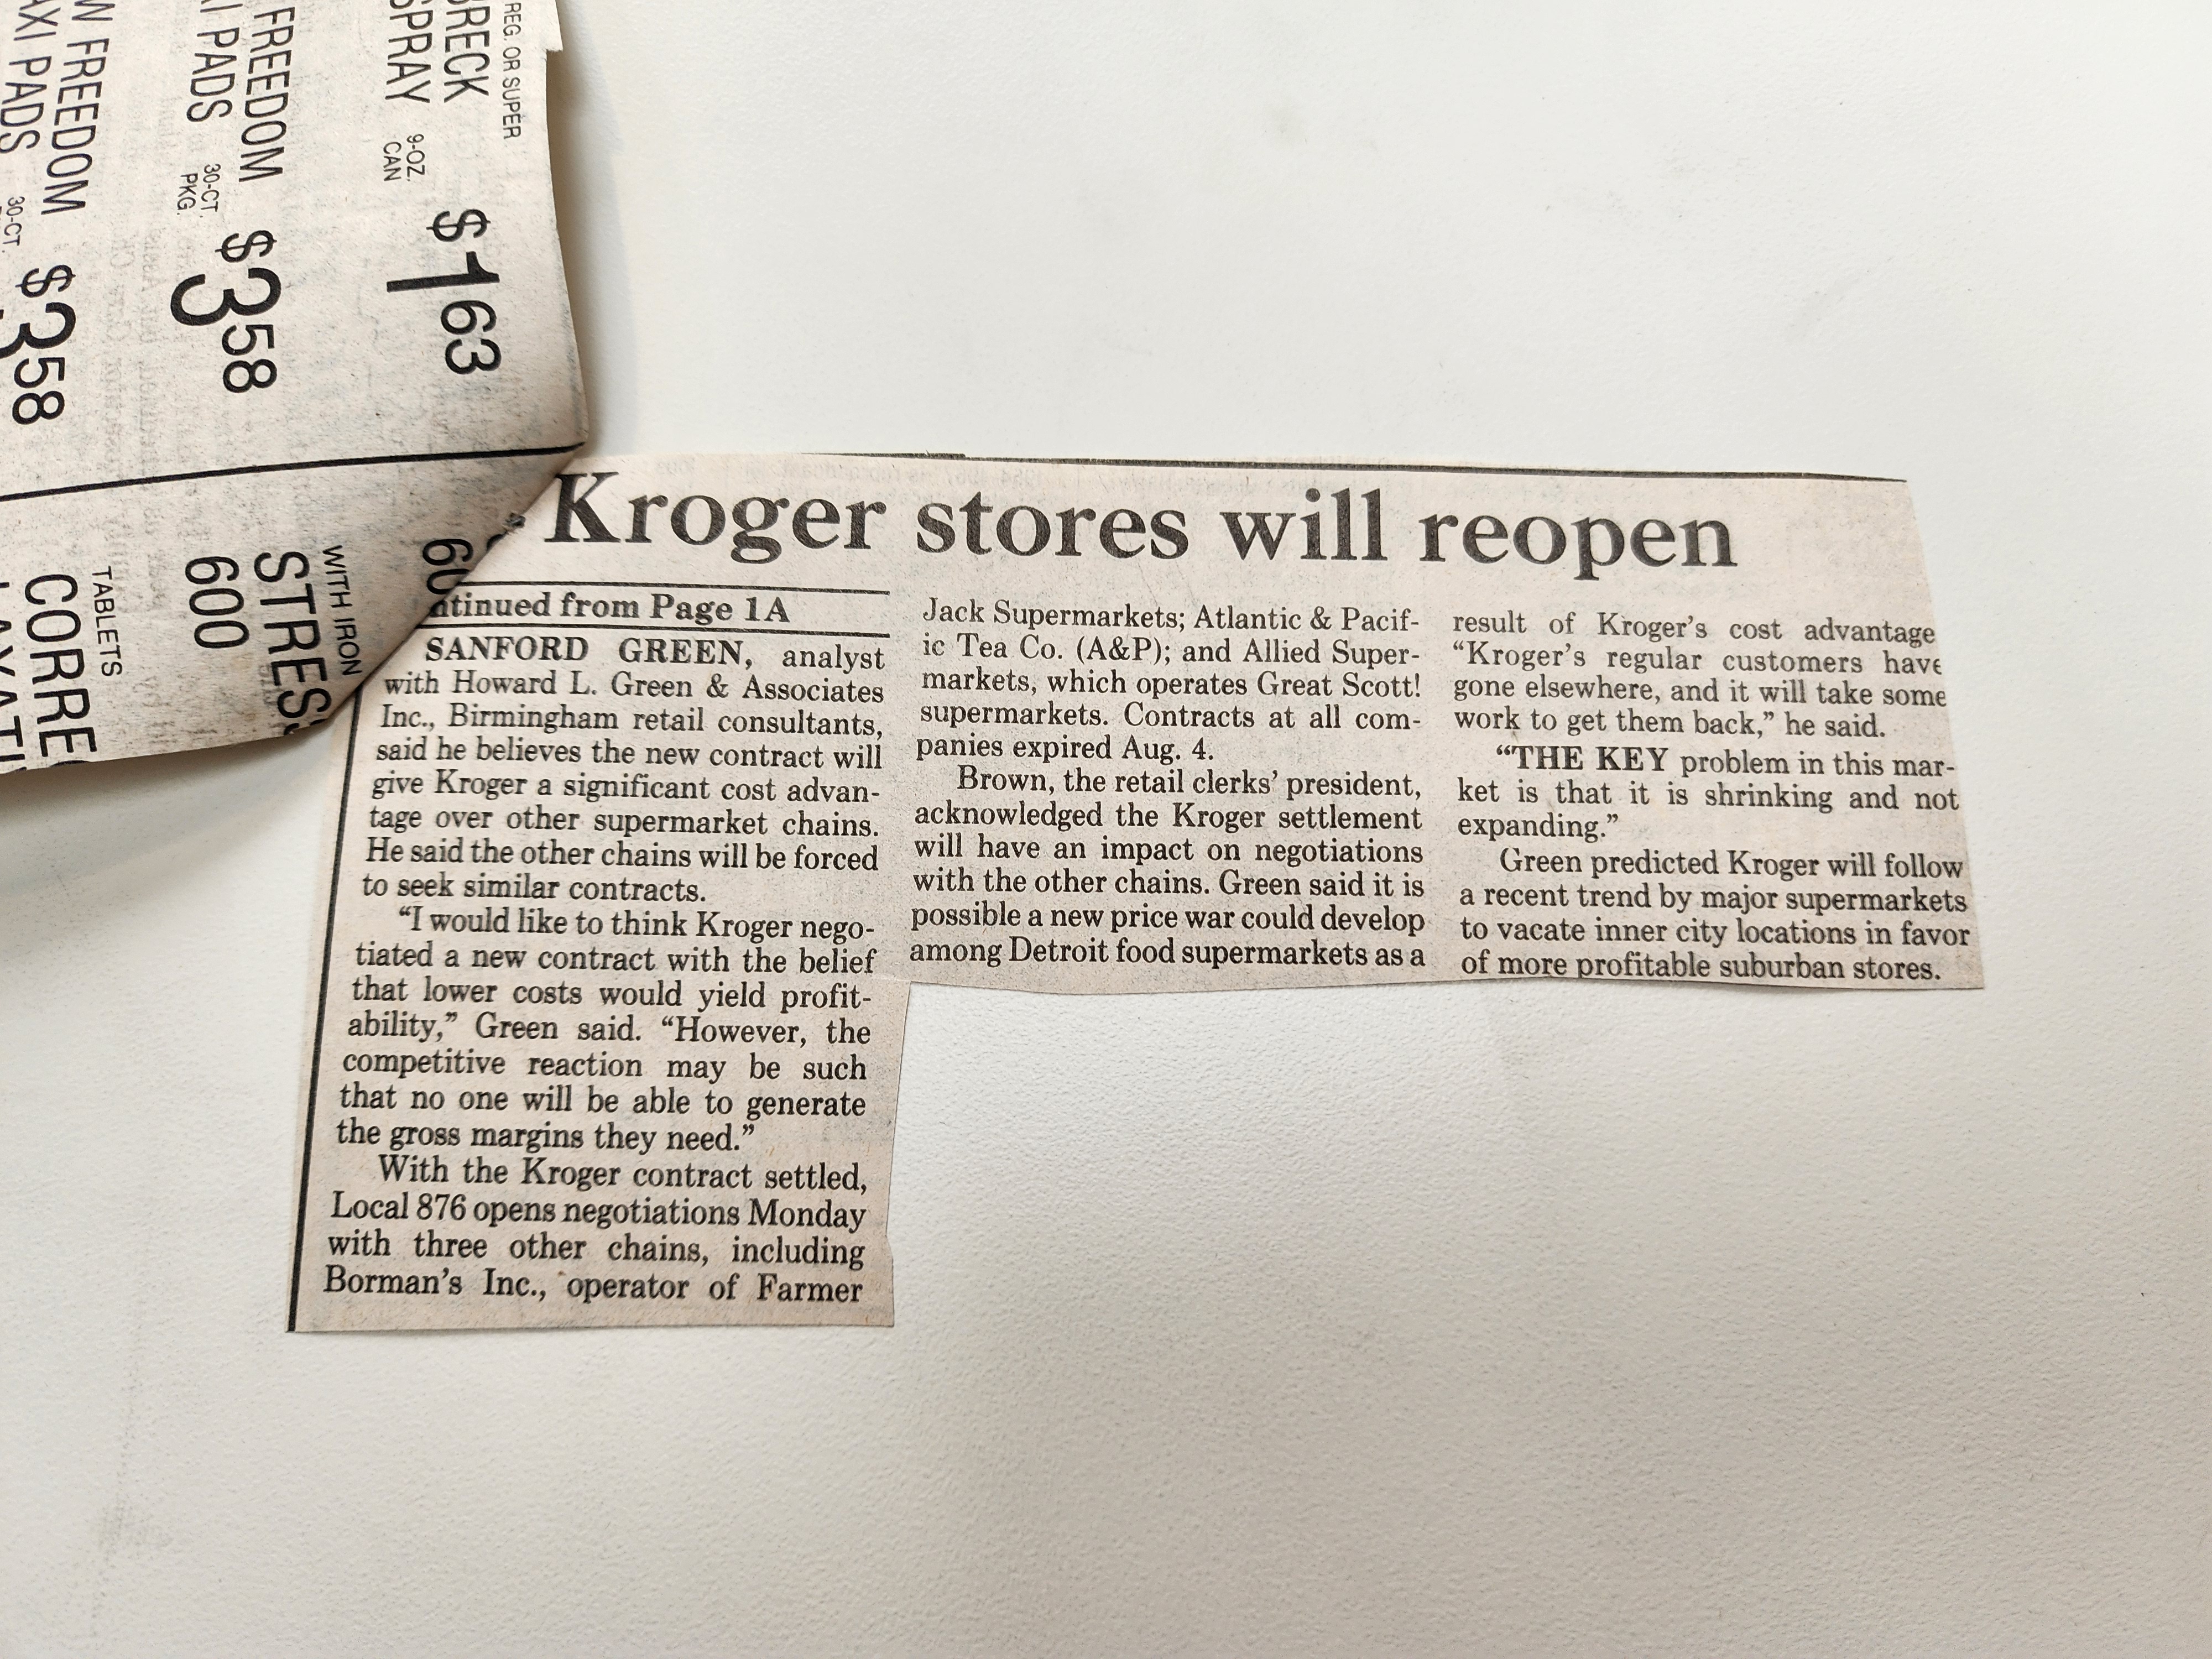 REG. OR SUPER
BRECK
SPRAY
9-OZ.
CAN
$163
FREEDOM
I PADS
30-CT.
PKG.
$358
W FREEDOM
AXI PADS
30-CT.
$358
60
WITH IRON
STRESS
600
TABLETS
CORREC
Kroger stores will reopen
ntinued from Page 1A
SANFORD GREEN, analyst
with Howard L. Green & Associates
Inc., Birmingham retail consultants,
said he believes the new contract will
give Kroger a significant cost advan-
tage over other supermarket chains.
He said the other chains will be forced
to seek similar contracts.
“I would like to think Kroger nego-
tiated a new contract with the belief
that lower costs would yield profit-
ability,” Green said. “However, the
competitive reaction may be such
that no one will be able to generate
the gross margins they need.”
With the Kroger contract settled,
Local 876 opens negotiations Monday
with three other chains, including
Borman’s Inc., operator of Farmer
Jack Supermarkets; Atlantic & Pacif-
ic Tea Co. (A&P); and Allied Super-
markets, which operates Great Scott!
supermarkets. Contracts at all com-
panies expired Aug. 4.
Brown, the retail clerks’ president,
acknowledged the Kroger settlement
will have an impact on negotiations
with the other chains. Green said it is
possible a new price war could develop
among Detroit food supermarkets as a
result of Kroger’s cost advantage
“Kroger’s regular customers have
gone elsewhere, and it will take some
work to get them back,” he said.
“THE KEY problem in this mar-
ket is that it is shrinking and not
expanding.”
Green predicted Kroger will follow
a recent trend by major supermarkets
to vacate inner city locations in favor
of more profitable suburban stores.